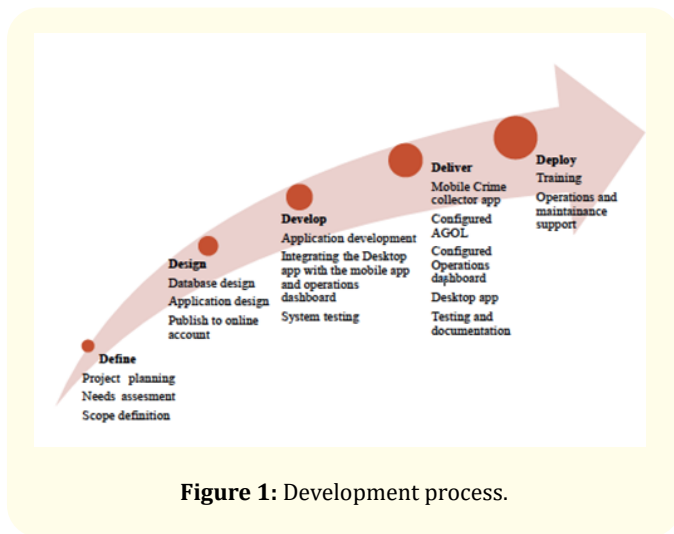 Define
Project planning
Needs assesment
Scope definition
Design
Database design
Application design
Publish to online
account
Develop
Application development
Integrating the Desktop
app with the mobile app
and operations
dashboard
System testing
Deliver
Mobile Crime
collector app
Configured
AGOL
Configured
Operations
dashboard
Desktop app
Testing and
documentation
Deploy
Training
Operations and
maintainance
support
Figure 1: Development process.